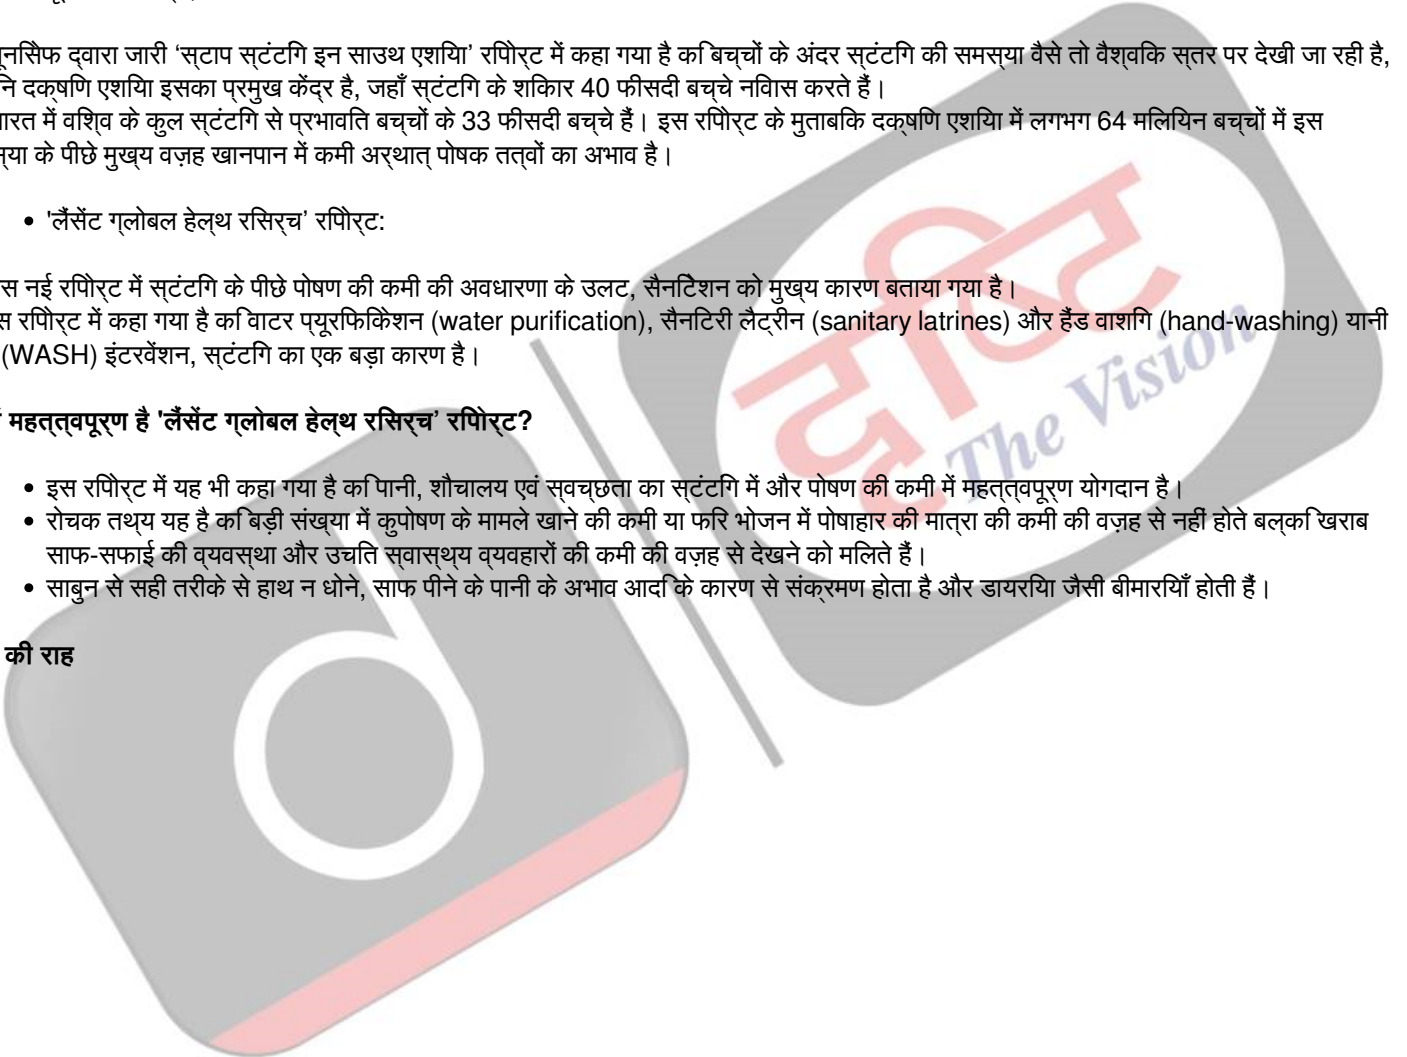 यूनिसेफ द्वारा जारी ‘स्टाप स्टंटिंग इन साउथ एशिया’ रिपोर्ट में कहा गया है कि बच्चों के अंदर स्टंटिंग की समस्या वैसे तो वैश्विक स्तर पर देखी जा रही है,
दक्षिण एशिया इसका प्रमुख केंद्र है, जहाँ स्टंटिंग के शिकार 40 फीसदी बच्चे निवास करते हैं।
भारत में विश्व के कुल स्टंटिंग से प्रभावित बच्चों के 33 फीसदी बच्चे हैं। इस रिपोर्ट के मुताबिक दक्षिण एशिया में लगभग 64 मिलियन बच्चों में इस
के पीछे मुख्य वज़ह खानपान में कमी अर्थात् पोषक तत्वों का अभाव है।
• 'लैंसेंट ग्लोबल हेल्थ रिसर्च’ रिपोर्ट:
इस नई रिपोर्ट में स्टंटिंग के पीछे पोषण की कमी की अवधारणा के उलट, सैनिटेशन को मुख्य कारण बताया गया है।
इस रिपोर्ट में कहा गया है कि वाटर प्यूरिफिकेशन (water purification), सैनिटरी लैट्रीन (sanitary latrines) और हैंड वाशिंग (hand-washing) यानी
(WASH) इंटरवेंशन, स्टंटिंग का एक बड़ा कारण है।
महत्त्वपूर्ण है 'लैंसेंट ग्लोबल हेल्थ रिसर्च’ रिपोर्ट?
• इस रिपोर्ट में यह भी कहा गया है कि पानी, शौचालय एवं स्वच्छता का स्टंटिंग में और पोषण की कमी में महत्त्वपूर्ण योगदान है।
• रोचक तथ्य यह है कि बड़ी संख्या में कुपोषण के मामले खाने की कमी या फिर भोजन में पोषाहार की मात्रा की कमी की वज़ह से नहीं होते बल्कि खराब
साफ-सफाई की व्यवस्था और उचित स्वास्थ्य व्यवहारों की कमी की वज़ह से देखने को मिलते हैं।
• साबुन से सही तरीके से हाथ न धोने, साफ पीने के पानी के अभाव आदि के कारण से संक्रमण होता है और डायरिया जैसी बीमारियाँ होती हैं।
की राह
दृष्टि
The Vision